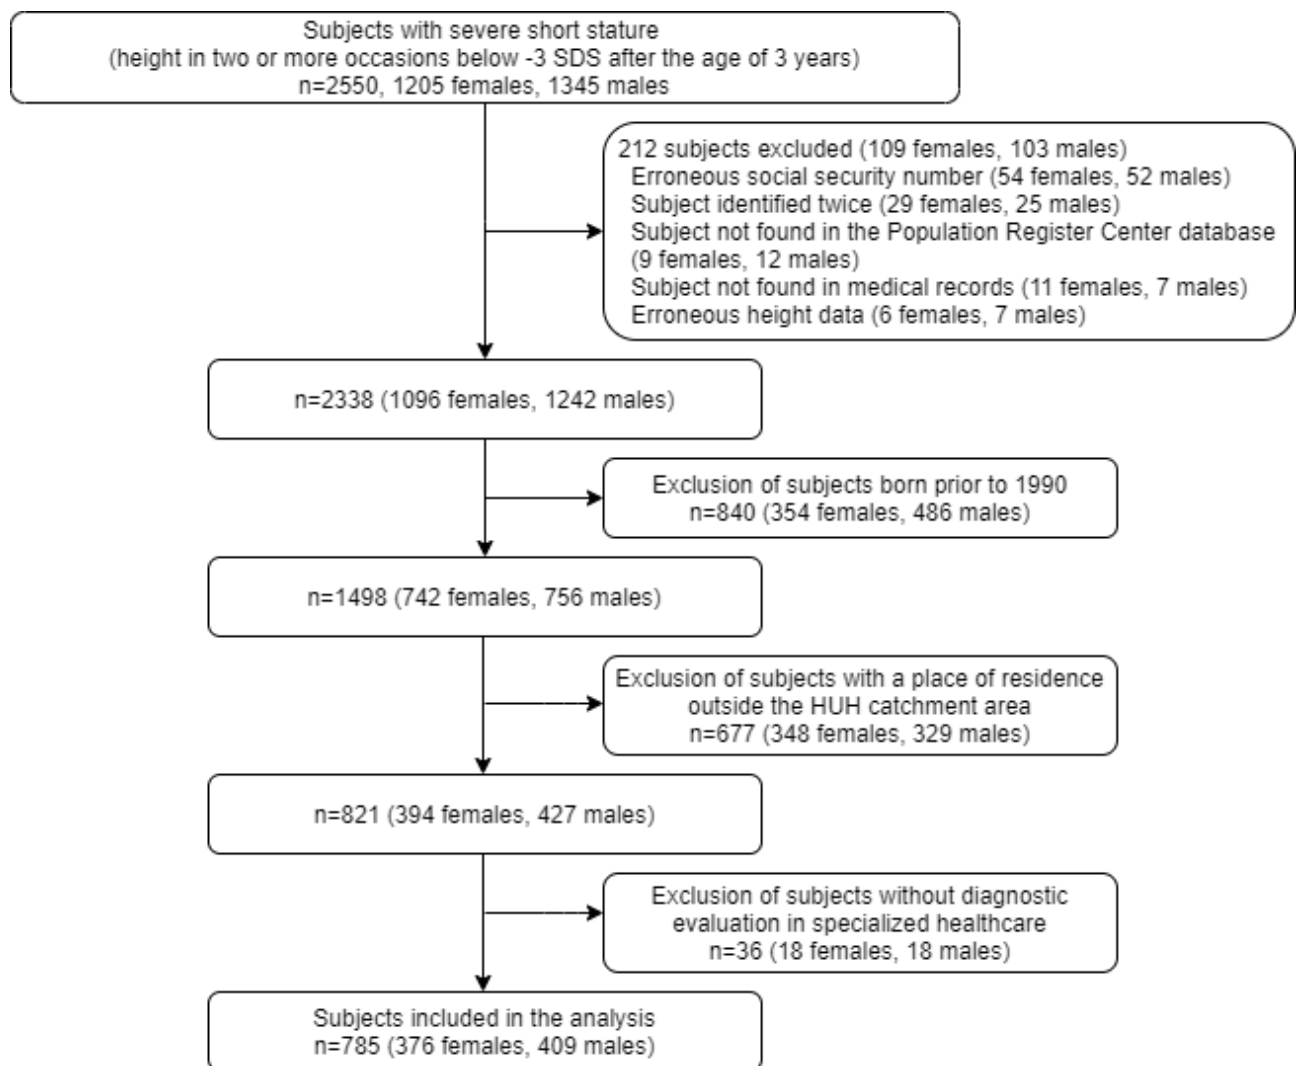 Subjects with severe short stature
(height in two or more occasions below -3 SDS after the age of 3 years)
n=2550, 1205 females, 1345 males
212 subjects excluded (109 females, 103 males)
Erroneous social security number (54 females, 52 males)
Subject identified twice (29 females, 25 males)
Subject not found in the Population Register Center database
(9 females, 12 males)
Subject not found in medical records (11 females, 7 males)
Erroneous height data (6 females, 7 males)
n=2338 (1096 females, 1242 males)
Exclusion of subjects born prior to 1990
n=840 (354 females, 486 males)
n=1498 (742 females, 756 males)
Exclusion of subjects with a place of residence
outside the HUH catchment area
n=677 (348 females, 329 males)
n=821 (394 females, 427 males)
Exclusion of subjects without diagnostic
evaluation in specialized healthcare
n=36 (18 females, 18 males)
Subjects included in the analysis
n=785 (376 females, 409 males)